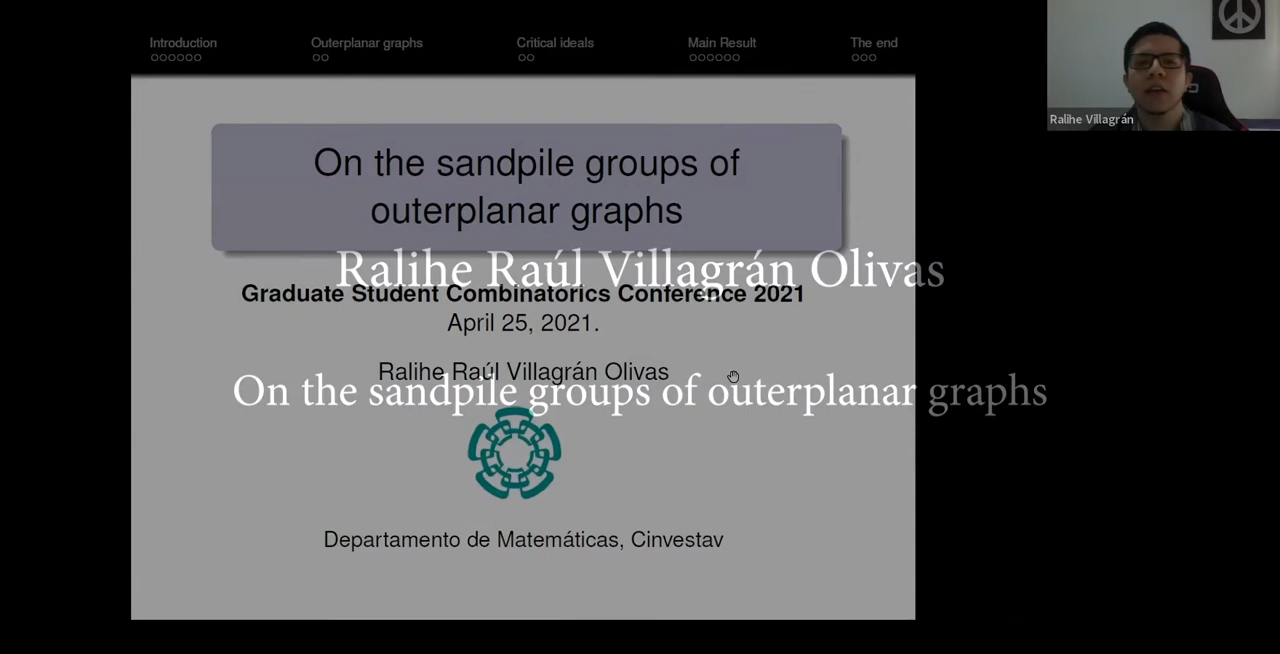 Introduction
Outerplanar graphs
Critical ideals
Main Result
The end
Ralihe Villagrán
On the sandpile groups of
outerplanar graphs
Ralihe Raúl Villagrán Olivas
Graduate Student Combinatorics Conference 2021
April 25, 2021.
Ralihe Raúl Villagrán Olivas
On the sandpile groups of outerplanar graphs
Departamento de Matemáticas, Cinvestav